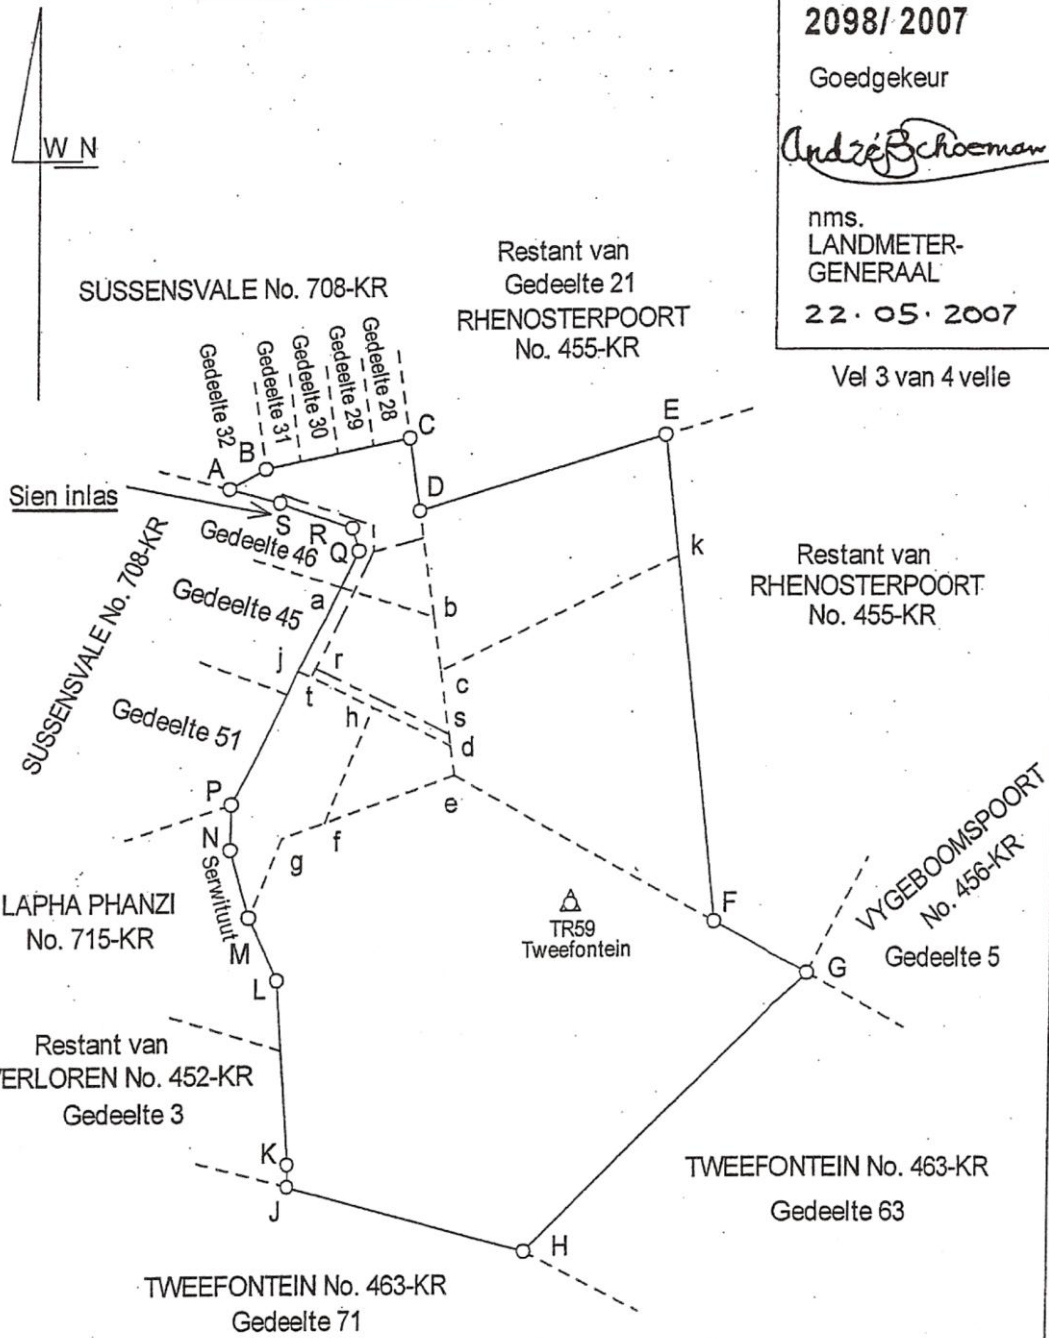 2098/2007
Goedgekeur
André Schoeman
nms.
LANDMETER-
GENERAAL
22.05.2007
Vel 3 van 4 velle
W N
SUSSENSVALE No. 708-KR
Restant van
Gedeelte 21
RHENOSTERPOORT
No. 455-KR
Gedeelte 32
Gedeelte 31
Gedeelte 30
Gedeelte 29
Gedeelte 28
C
E
B
A
D
Sien inlas
S
R
Q
Gedeelte 46
k
Restant van
RHENOSTERPOORT
No. 455-KR
SUSSENSVALE No. 708-KR
Gedeelte 45
a
b
j
r
t
c
Gedeelte 51
h
s
d
P
e
N
f
g
Serwituut
LAPHA PHANZI
No. 715-KR
M
L
TR59
Tweefontein
F
G
VYGEBOOMSPOORT
No. 456-KR
Gedeelte 5
Restant van
VERLOREN No. 452-KR
Gedeelte 3
K
J
H
TWEEFONTEIN No. 463-KR
Gedeelte 63
TWEEFONTEIN No. 463-KR
Gedeelte 71